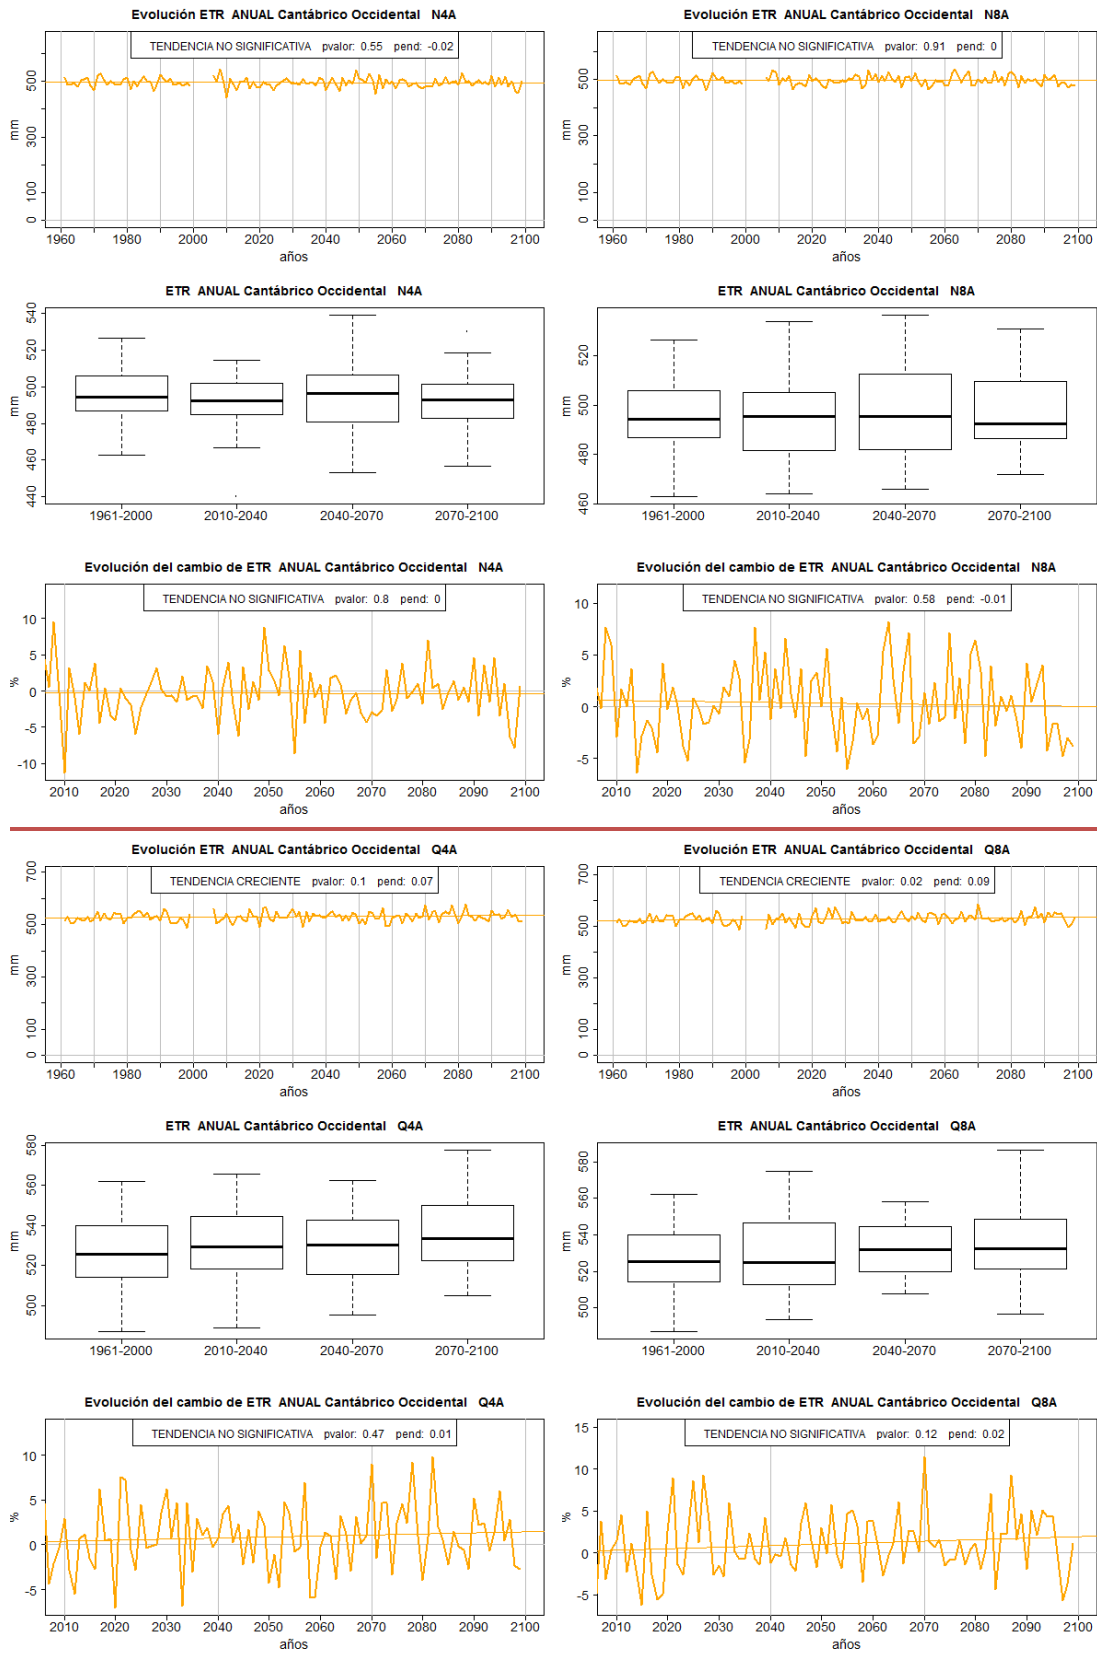 Evolución ETR ANUAL Cantábrico Occidental N4A
TENDENCIA NO SIGNIFICATIVA pvalor: 0.55 pend: -0.02
mm
500
300
100
0
1960 1980 2000 2020 2040 2060 2080 2100
años
Evolución ETR ANUAL Cantábrico Occidental N8A
TENDENCIA NO SIGNIFICATIVA pvalor: 0.91 pend: 0
mm
500
300
100
0
1960 1980 2000 2020 2040 2060 2080 2100
años
ETR ANUAL Cantábrico Occidental N4A
mm
540
520
500
480
460
440
1961-2000 2010-2040 2040-2070 2070-2100
ETR ANUAL Cantábrico Occidental N8A
mm
520
500
480
460
1961-2000 2010-2040 2040-2070 2070-2100
Evolución del cambio de ETR ANUAL Cantábrico Occidental N4A
TENDENCIA NO SIGNIFICATIVA pvalor: 0.8 pend: 0
%
10
5
0
-5
-10
2010 2020 2030 2040 2050 2060 2070 2080 2090 2100
años
Evolución del cambio de ETR ANUAL Cantábrico Occidental N8A
TENDENCIA NO SIGNIFICATIVA pvalor: 0.58 pend: -0.01
%
10
5
0
-5
2010 2020 2030 2040 2050 2060 2070 2080 2090 2100
años
Evolución ETR ANUAL Cantábrico Occidental Q4A
TENDENCIA CRECIENTE pvalor: 0.1 pend: 0.07
mm
700
500
300
100
0
1960 1980 2000 2020 2040 2060 2080 2100
años
Evolución ETR ANUAL Cantábrico Occidental Q8A
TENDENCIA CRECIENTE pvalor: 0.02 pend: 0.09
mm
700
500
300
100
0
1960 1980 2000 2020 2040 2060 2080 2100
años
ETR ANUAL Cantábrico Occidental Q4A
mm
580
560
540
520
500
1961-2000 2010-2040 2040-2070 2070-2100
ETR ANUAL Cantábrico Occidental Q8A
mm
580
560
540
520
500
1961-2000 2010-2040 2040-2070 2070-2100
Evolución del cambio de ETR ANUAL Cantábrico Occidental Q4A
TENDENCIA NO SIGNIFICATIVA pvalor: 0.47 pend: 0.01
%
10
5
0
-5
2010 2020 2030 2040 2050 2060 2070 2080 2090 2100
años
Evolución del cambio de ETR ANUAL Cantábrico Occidental Q8A
TENDENCIA NO SIGNIFICATIVA pvalor: 0.12 pend: 0.02
%
15
10
5
0
-5
2010 2020 2030 2040 2050 2060 2070 2080 2090 2100
años